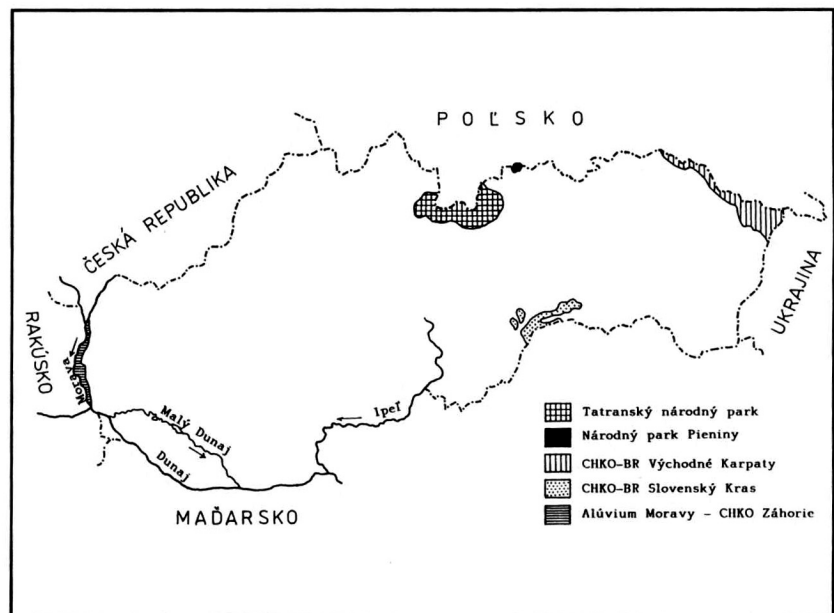 POĽSKO
ČESKÁ REPUBLIKA
UKRAJINA
RAKÚSKO
Morava
Malý Dunaj
Dunaj
Ipeľ
MAĎARSKO
Tatranský národný park
Národný park Pieniny
CHKO-BR Východné Karpaty
CHKO-BR Slovenský Kras
Alúvium Moravy - CHKO Záhorie